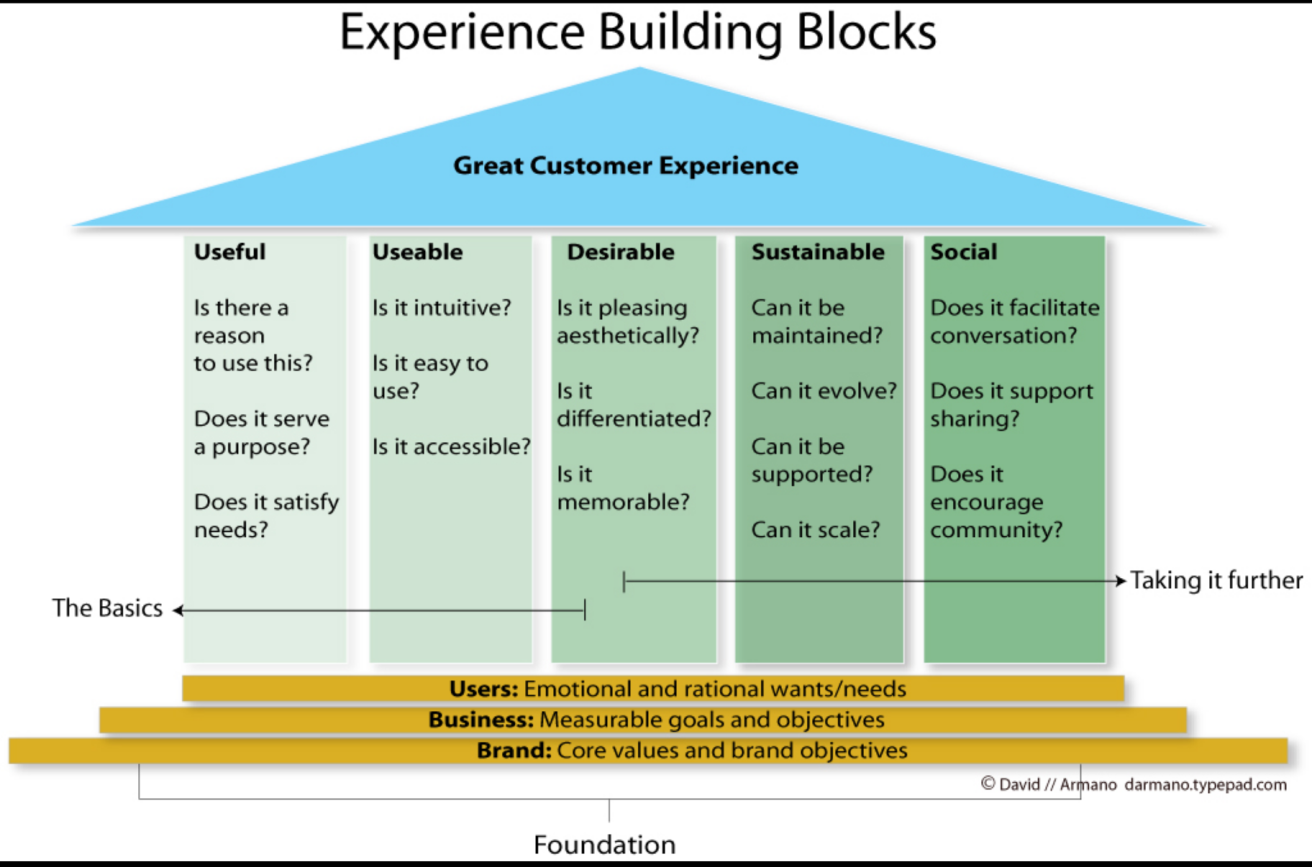 Experience Building Blocks
Great Customer Experience
Useful
Is there a
reason
to use this?
Does it serve
a purpose?
Does it satisfy
needs?
Useable
Is it intuitive?
Is it easy to
use?
Is it accessible?
Desirable
Is it pleasing
aesthetically?
Is it
differentiated?
Is it
memorable?
Sustainable
Can it be
maintained?
Can it evolve?
Can it be
supported?
Can it scale?
Social
Does it facilitate
conversation?
Does it support
sharing?
Does it
encourage
community?
Taking it further
The Basics
Users: Emotional and rational wants/needs
Business: Measurable goals and objectives
Brand: Core values and brand objectives
© David // Armano darmano.typepad.com
Foundation